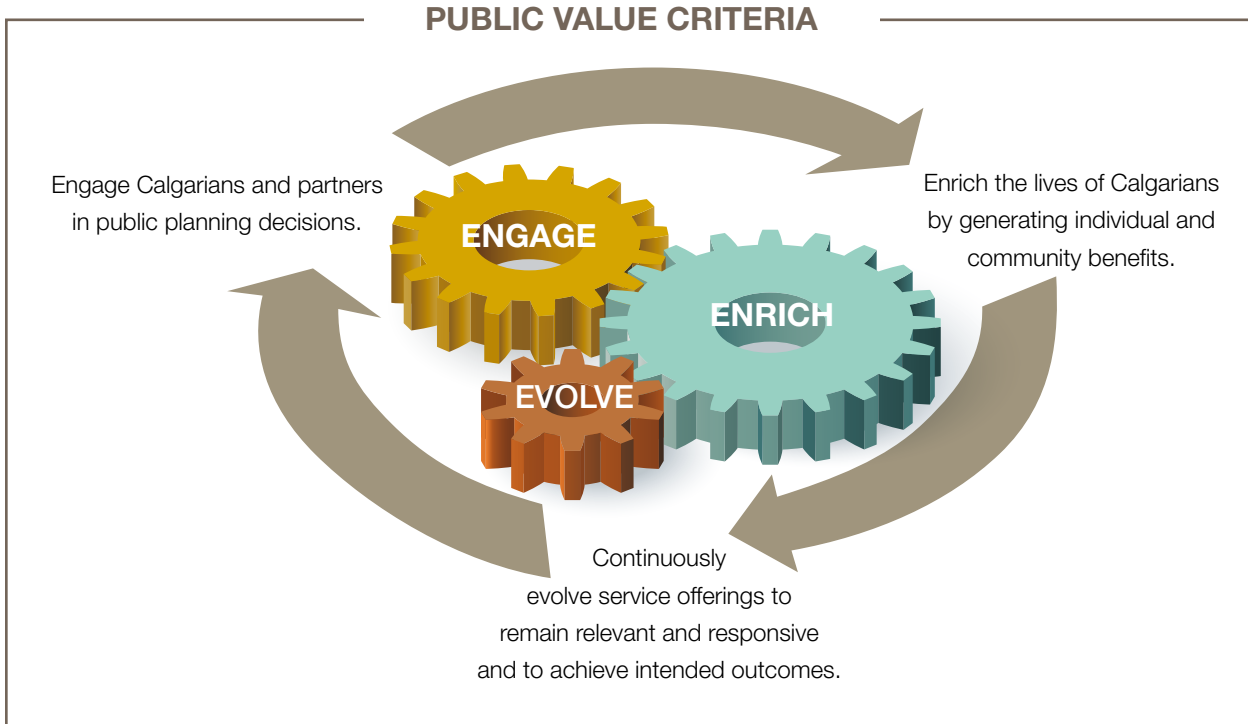 PUBLIC VALUE CRITERIA
Engage Calgarians and partners
in public planning decisions.
Enrich the lives of Calgarians
by generating individual and
community benefits.
ENGAGE
ENRICH
EVOLVE
Continuously
evolve service offerings to
remain relevant and responsive
and to achieve intended outcomes.